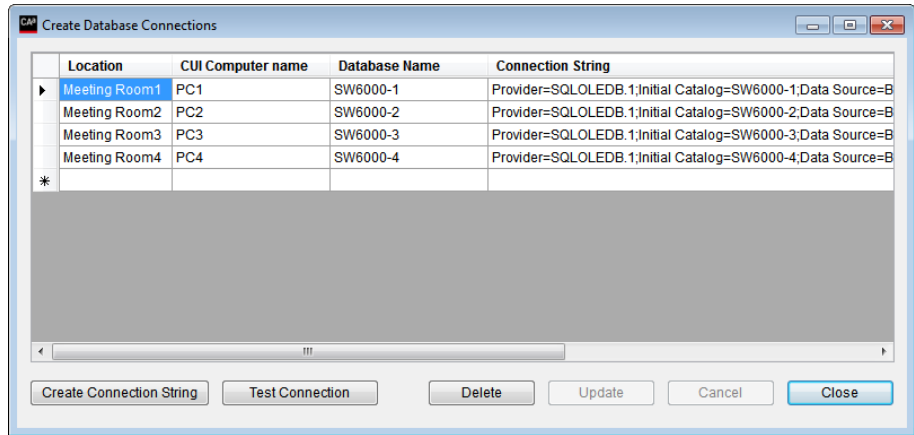 CAP Create Database Connections
Location CUI Computer name Database Name Connection String
Meeting Room1 PC1 SW6000-1 Provider=SQLOLEDB.1;Initial Catalog=SW6000-1;Data Source=B
Meeting Room2 PC2 SW6000-2 Provider=SQLOLEDB.1;Initial Catalog=SW6000-2;Data Source=B
Meeting Room3 PC3 SW6000-3 Provider=SQLOLEDB.1;Initial Catalog=SW6000-3;Data Source=B
Meeting Room4 PC4 SW6000-4 Provider=SQLOLEDB.1;Initial Catalog=SW6000-4;Data Source=B
Create Connection String Test Connection Delete Update Cancel Close